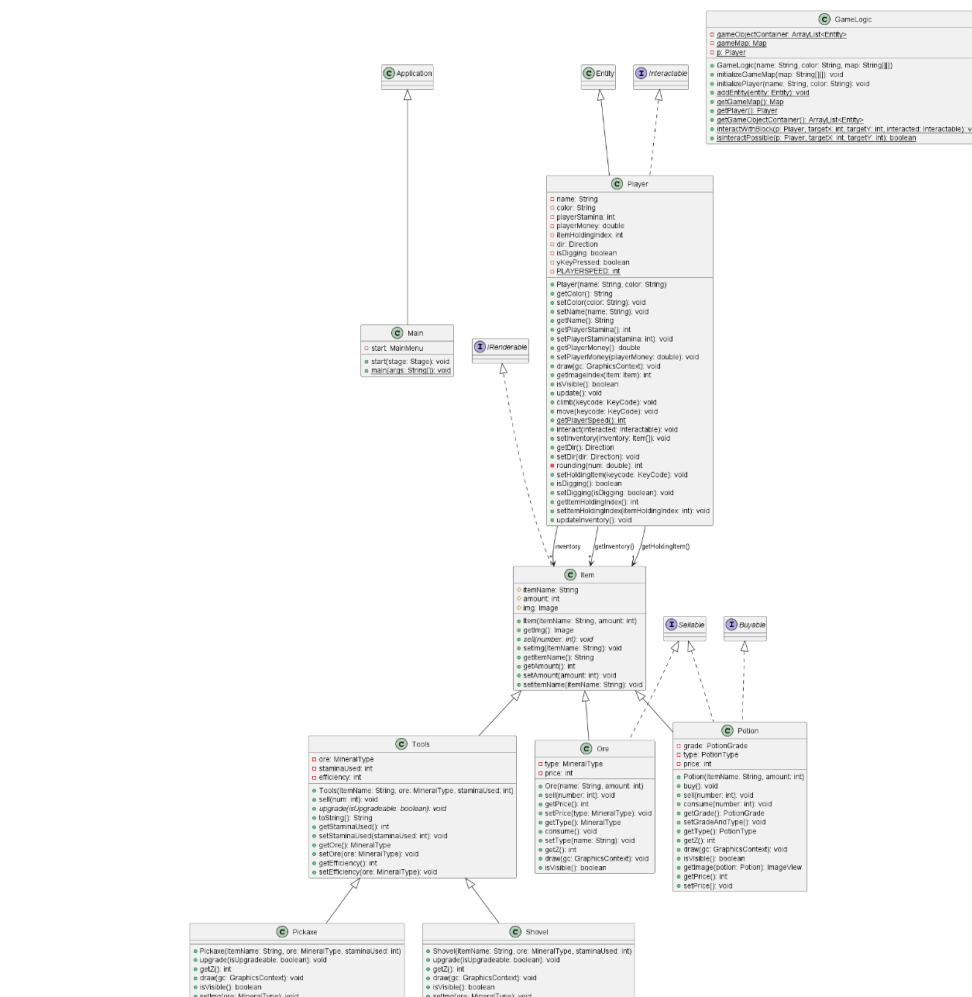 GameLogic
gameObjectContainer: ArrayList<Entity>
gameMap: Map
p: Player
GameLogic(name: String, color: String, map: String[][])
initializeGameMap(map: String[][]): void
initializePlayer(name: String, color: String): void
addEntity(entity: Entity): void
getGameMap(): Map
getPlayer(): Player
getGameObjectContainer(): ArrayList<Entity>
interactWithBlock(p: Player, targetX: int, targetY: int, interacted: Interactable):
isInteractPossible(p: Player, targetX: int, targetY: int): boolean
C Application
C Entity
I Interactable
C Player
name: String
color: String
playerStamina: int
playerMoney: double
itemHoldingIndex: int
dir: Direction
isDigging: boolean
yKeyPressed: boolean
PLAYERSPEED: int
Player(name: String, color: String)
getColor(): String
setColor(color: String): void
setName(name: String): void
getName(): String
getPlayerStamina(): int
setPlayerStamina(stamina: int): void
getPlayerMoney(): double
setPlayerMoney(playerMoney: double): void
draw(gc: GraphicsContext): void
getImageIndex(item: Item): int
isVisible(): boolean
update(): void
climb(keycode: KeyCode): void
move(keycode: KeyCode): void
getPlayerSpeed(): int
interact(interacted: Interactable): void
setInventory(inventory: Item[]): void
getDir(): Direction
setDir(dir: Direction): void
rounding(num: double): int
setHoldingItem(keycode: KeyCode): void
isDigging(): boolean
setDigging(isDigging: boolean): void
getItemHoldingIndex(): int
setItemHoldingIndex(itemHoldingIndex: int): void
updateInventory(): void
C Main
start: MainMenu
start(stage: Stage): void
main(args: String[]): void
I IRenderable
inventory
getInventory()
getHoldingItem()
C Item
itemName: String
amount: int
img: Image
Item(itemName: String, amount: int)
getImg(): Image
sell(number: int): void
setImg(itemName: String): void
getItemName(): String
getAmount(): int
setAmount(amount: int): void
setItemName(itemName: String): void
I Sellable
I Buyable
C Tools
ore: MineralType
staminaUsed: int
efficiency: int
Tools(itemName: String, ore: MineralType, staminaUsed: int)
sell(num: int): void
upgrade(isUpgradeable: boolean): void
toString(): String
getStaminaUsed(): int
setStaminaUsed(staminaUsed: int): void
getOre(): MineralType
setOre(ore: MineralType): void
getEfficiency(): int
setEfficiency(ore: MineralType): void
C Ore
type: MineralType
price: int
Ore(name: String, amount: int)
sell(number: int): void
getPrice(): int
setPrice(type: MineralType): void
getType(): MineralType
consume(): void
setType(name: String): void
getZ(): int
draw(gc: GraphicsContext): void
isVisible(): boolean
C Potion
grade: PotionGrade
type: PotionType
price: int
Potion(itemName: String, amount: int)
buy(): void
sell(number: int): void
consume(number: int): void
getGrade(): PotionGrade
setGradeAndType(): void
getType(): PotionType
getZ(): int
draw(gc: GraphicsContext): void
isVisible(): boolean
getImage(potion: Potion): ImageView
getPrice(): int
setPrice(): void
C Pickaxe
Pickaxe(itemName: String, ore: MineralType, staminaUsed: int)
upgrade(isUpgradeable: boolean): void
getZ(): int
draw(gc: GraphicsContext): void
isVisible(): boolean
setImg(ore: MineralType): void
C Shovel
Shovel(itemName: String, ore: MineralType, staminaUsed: int)
upgrade(isUpgradeable: boolean): void
getZ(): int
draw(gc: GraphicsContext): void
isVisible(): boolean
setImg(ore: MineralType): void